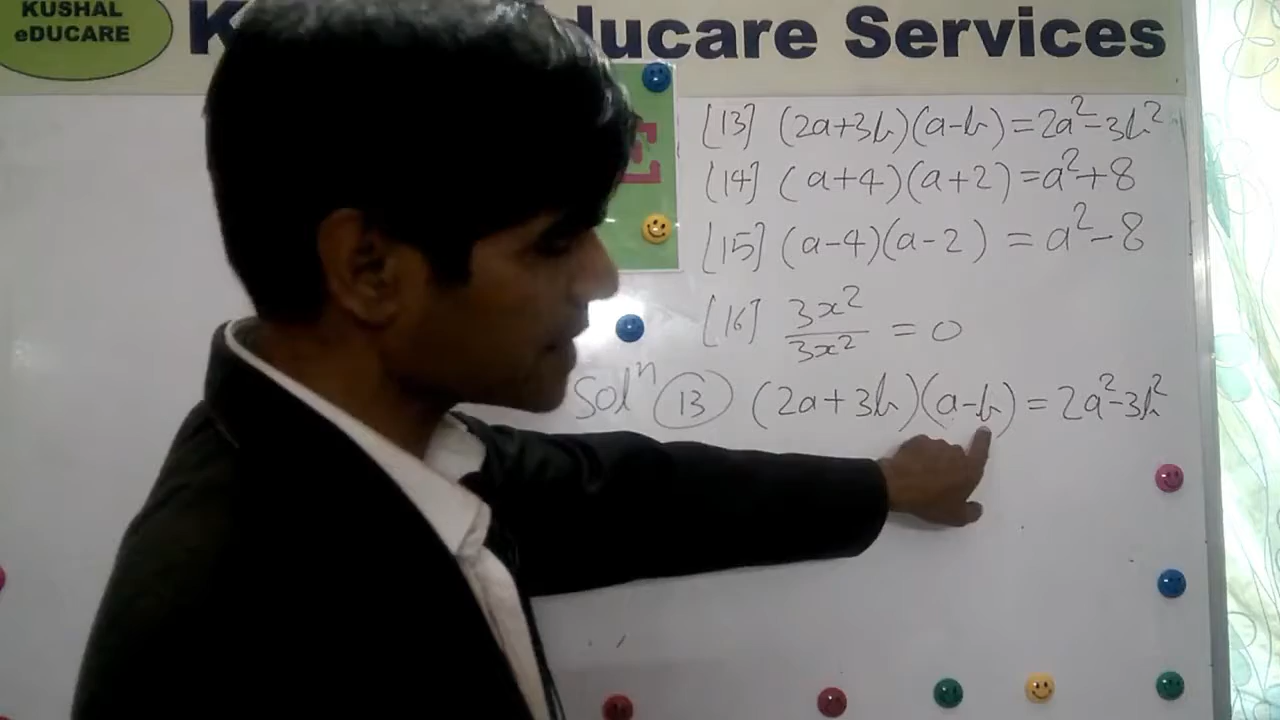 KUSHAL
eDUCARE
K ducare Services
E
[13] (2a+3b)(a-b)=2a²-3b²
[14] (a+4)(a+2)=a²+8
[15] (a-4)(a-2) = a²-8
[16] 3x²/3x² = 0
Solⁿ (13) (2a+3b)(a-b)=2a²-3b²